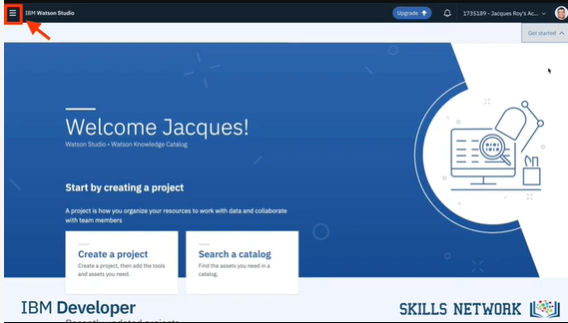 IBM Watson Studio
Upgrade
1735189 - Jacques Roy's Ac...
Get started
Welcome Jacques!
Watson Studio • Watson Knowledge Catalog
Start by creating a project
A project is how you organize your resources to work with data and collaborate
with team members
Create a project
Create a project, then add the tools
and assets you need.
Search a catalog
Find the assets you need in a
catalog.
IBM Developer
SKILLS NETWORK
Recently updated projects